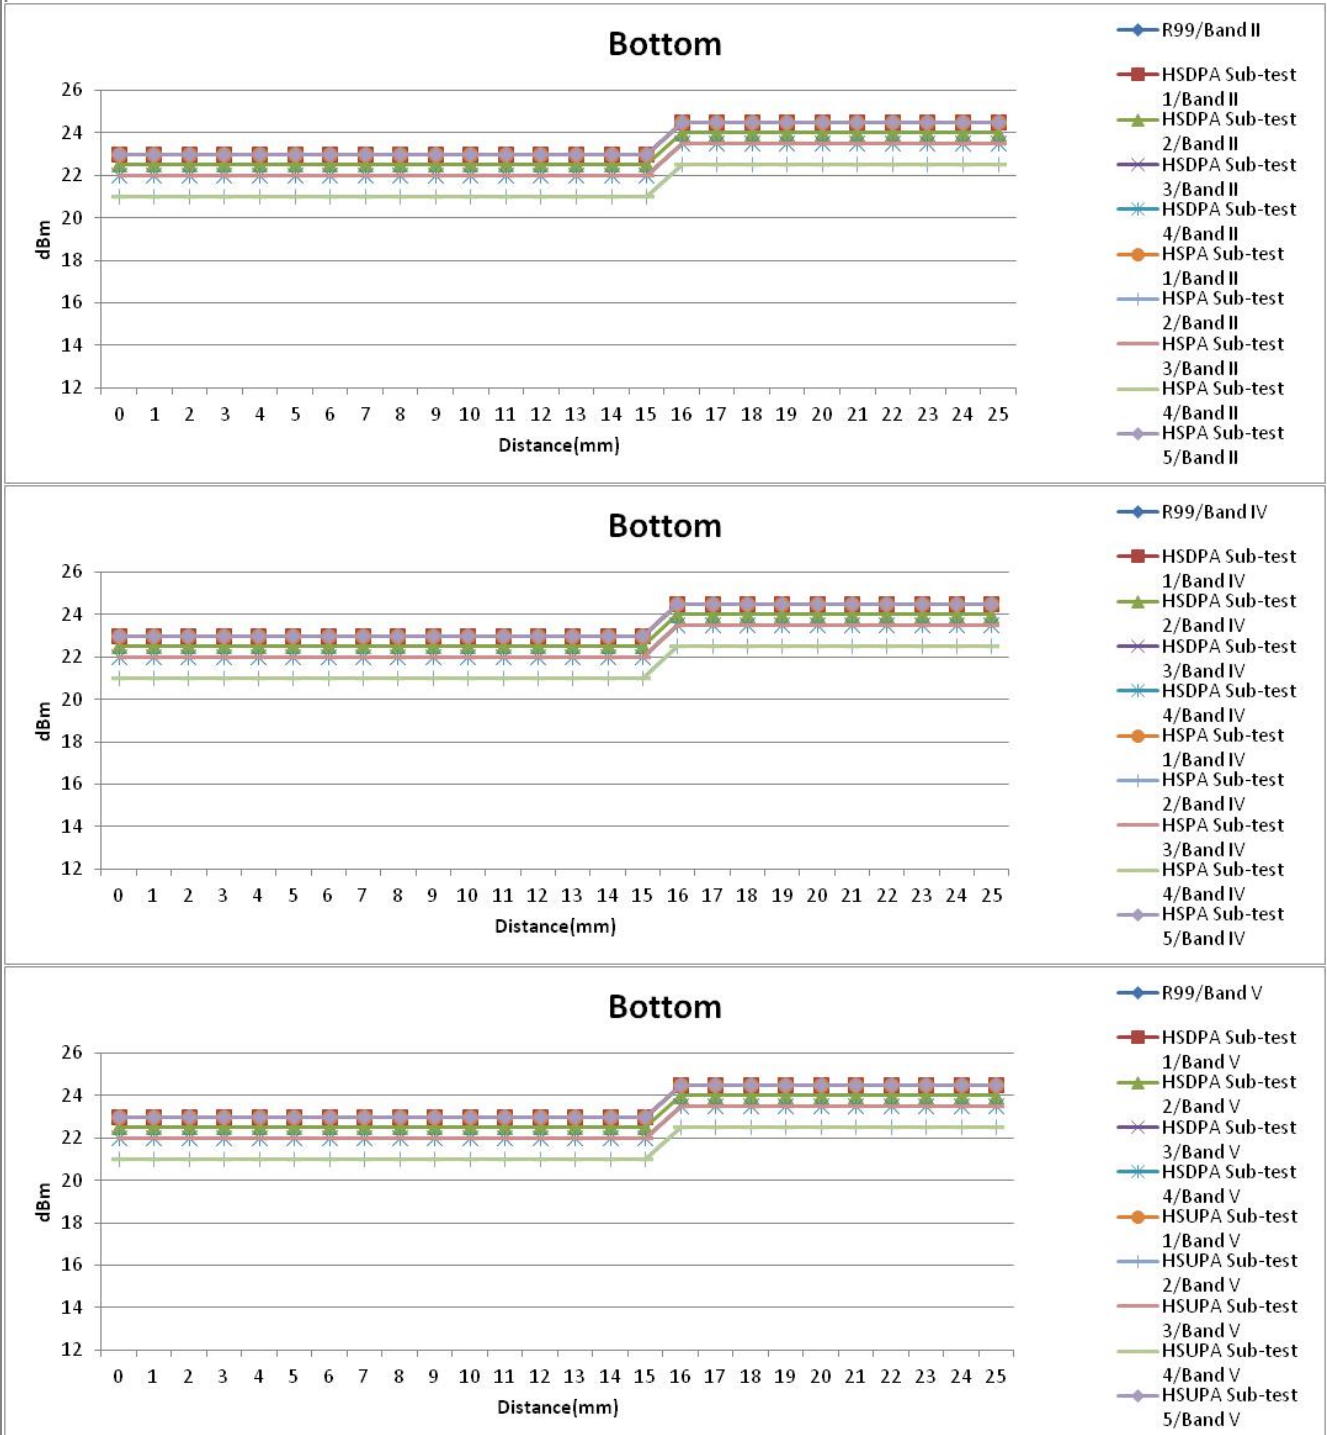 Bottom
26
24
22
20
18
16
14
12
dBm
0 1 2 3 4 5 6 7 8 9 10 11 12 13 14 15 16 17 18 19 20 21 22 23 24 25
Distance(mm)
R99/Band II
HSDPA Sub-test
1/Band II
HSDPA Sub-test
2/Band II
HSDPA Sub-test
3/Band II
HSDPA Sub-test
4/Band II
HSPA Sub-test
1/Band II
HSPA Sub-test
2/Band II
HSPA Sub-test
3/Band II
HSPA Sub-test
4/Band II
HSPA Sub-test
5/Band II
Bottom
26
24
22
20
18
16
14
12
dBm
0 1 2 3 4 5 6 7 8 9 10 11 12 13 14 15 16 17 18 19 20 21 22 23 24 25
Distance(mm)
R99/Band IV
HSDPA Sub-test
1/Band IV
HSDPA Sub-test
2/Band IV
HSDPA Sub-test
3/Band IV
HSDPA Sub-test
4/Band IV
HSPA Sub-test
1/Band IV
HSPA Sub-test
2/Band IV
HSPA Sub-test
3/Band IV
HSPA Sub-test
4/Band IV
HSPA Sub-test
5/Band IV
Bottom
26
24
22
20
18
16
14
12
dBm
0 1 2 3 4 5 6 7 8 9 10 11 12 13 14 15 16 17 18 19 20 21 22 23 24 25
Distance(mm)
R99/Band V
HSDPA Sub-test
1/Band V
HSDPA Sub-test
2/Band V
HSDPA Sub-test
3/Band V
HSDPA Sub-test
4/Band V
HSUPA Sub-test
1/Band V
HSUPA Sub-test
2/Band V
HSUPA Sub-test
3/Band V
HSUPA Sub-test
4/Band V
HSUPA Sub-test
5/Band V